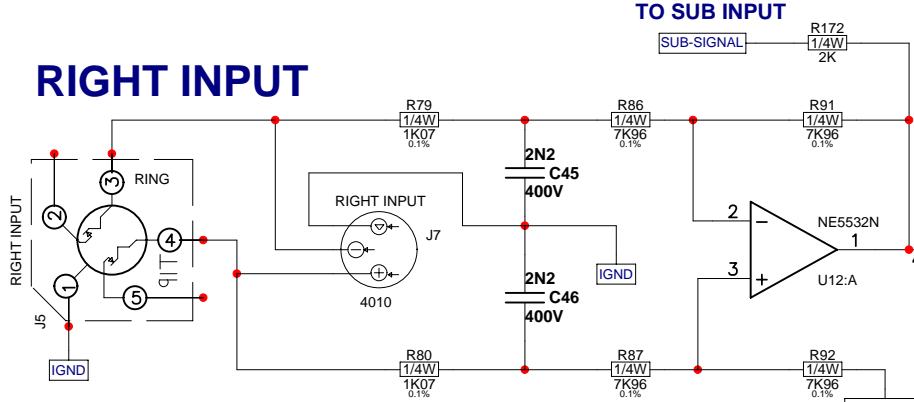 TO SUB INPUT
SUB-SIGNAL
R172
1/4W
2K
RIGHT INPUT
R79
1/4W
1K07
0.1%
R86
1/4W
7K96
0.1%
R91
1/4W
7K96
0.1%
2N2
C45
400V
RING
3
2
4
TIP
1
5
RIGHT INPUT
J5
IGND
RIGHT INPUT
J7
4010
IGND
2N2
C46
400V
2
3
1
NE5532N
U12:A
R80
1/4W
1K07
0.1%
R87
1/4W
7K96
0.1%
R92
1/4W
7K96
0.1%